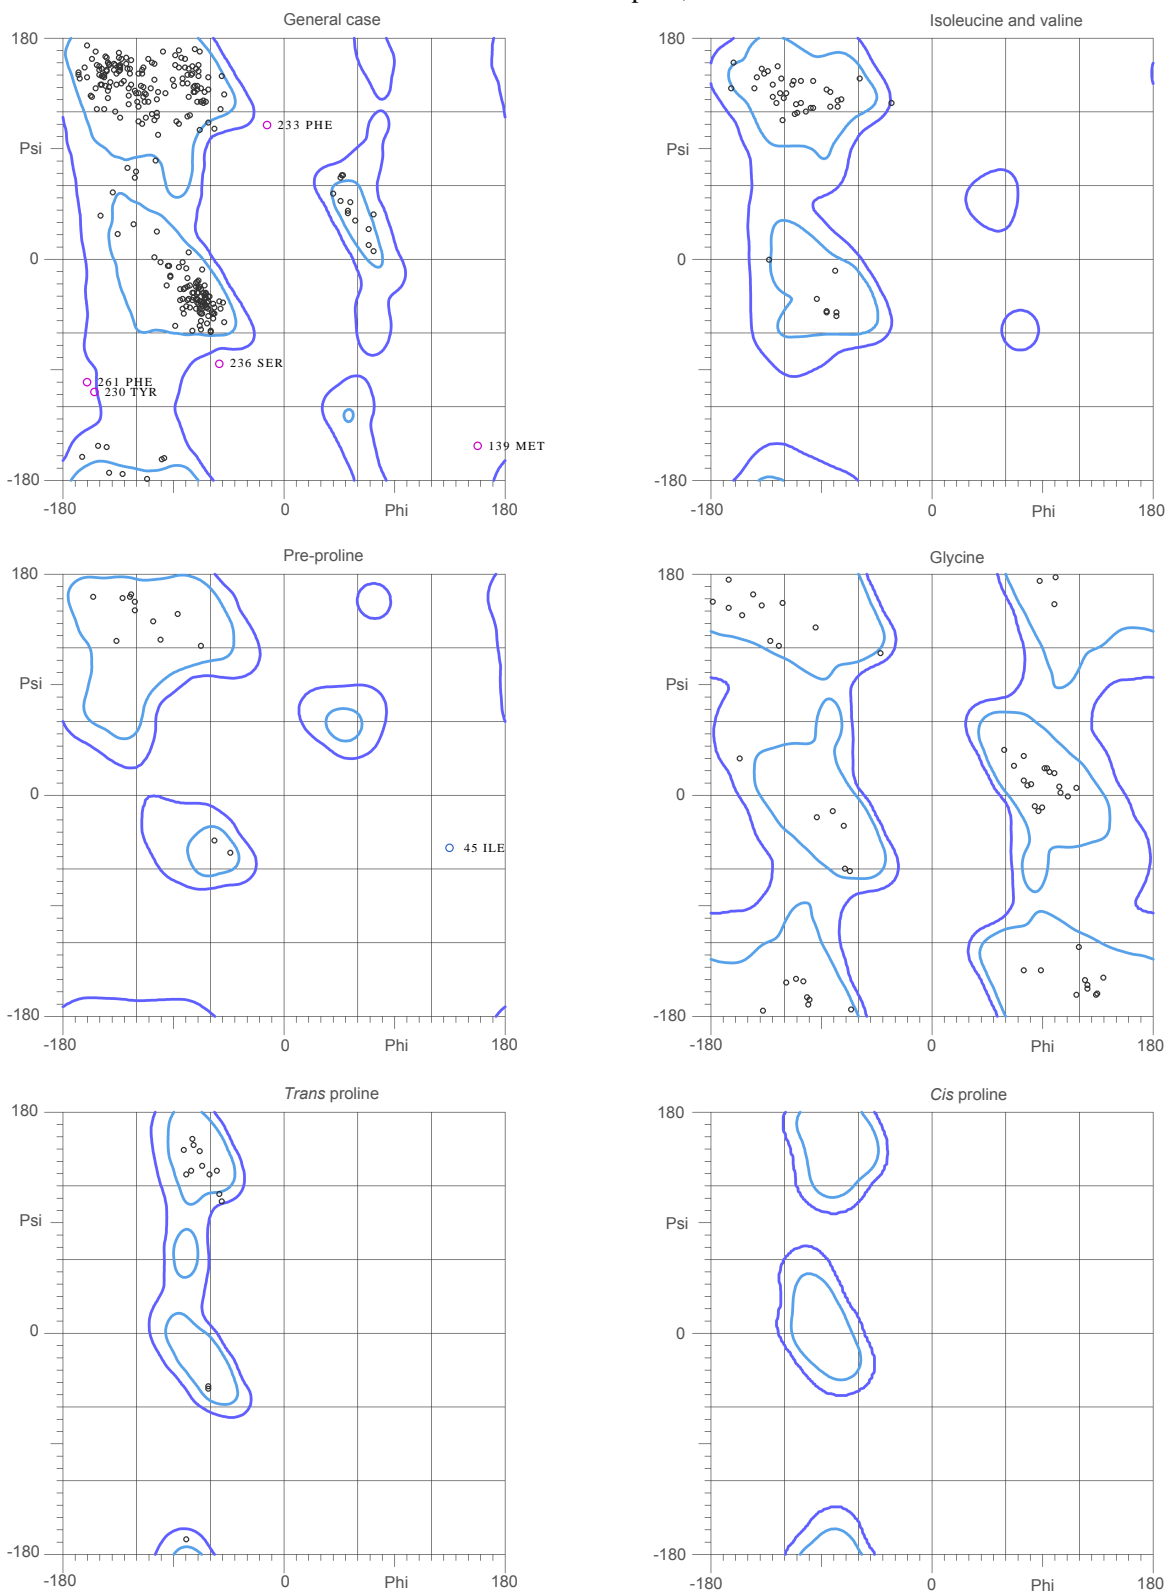 General case
Isoleucine and valine
180
180
233 PHE
Psi
Psi
0
0
236 SER
261 PHE
230 TYR
139 MET
-180
-180
-180
0
Phi
180
-180
0
Phi
180
Pre-proline
Glycine
180
180
Psi
Psi
0
0
45 ILE
-180
-180
-180
0
Phi
180
-180
0
Phi
180
Trans proline
Cis proline
180
180
Psi
Psi
0
0
-180
-180
-180
0
Phi
180
-180
0
Phi
180